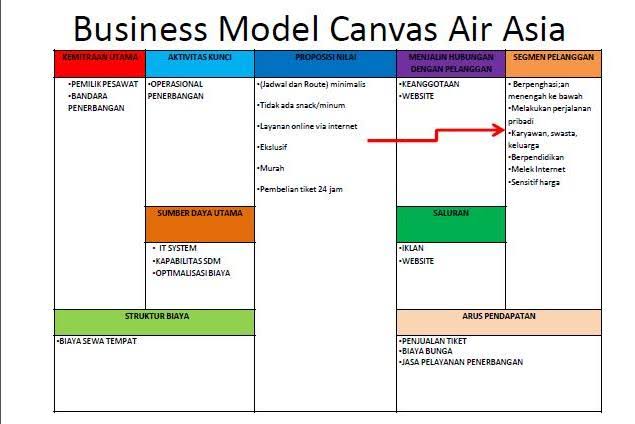 Business Model Canvas Air Asia
KEMITRAAN UTAMA
•PEMILIK PESAWAT
•BANDARA
PENERBANGAN
AKTIVITAS KUNCI
•OPERASIONAL
PENERBANGAN
SUMBER DAYA UTAMA
• IT SYSTEM
•KAPABILITAS SDM
•OPTIMALISASI BIAYA
PROPOSISI NILAI
•(Jadwal dan Route) minimalis
•Tidak ada snack/minum
•Layanan online via internet
•Ekslusif
•Murah
•Pembelian tiket 24 jam
MENJALIN HUBUNGAN
DENGAN PELANGGAN
•KEANGGOTAAN
•WEBSITE
SALURAN
•IKLAN
•WEBSITE
SEGMEN PELANGGAN
• Berpenghasi;an
menengah ke bawah
•Melakukan perjalanan
pribadi
•Karyawan, swasta,
keluarga
•Berpendidikan
•Melek Internet
•Sensitif harga
STRUKTUR BIAYA
•BIAYA SEWA TEMPAT
ARUS PENDAPATAN
•PENJUALAN TIKET
•BIAYA BUNGA
•JASA PELAYANAN PENERBANGAN